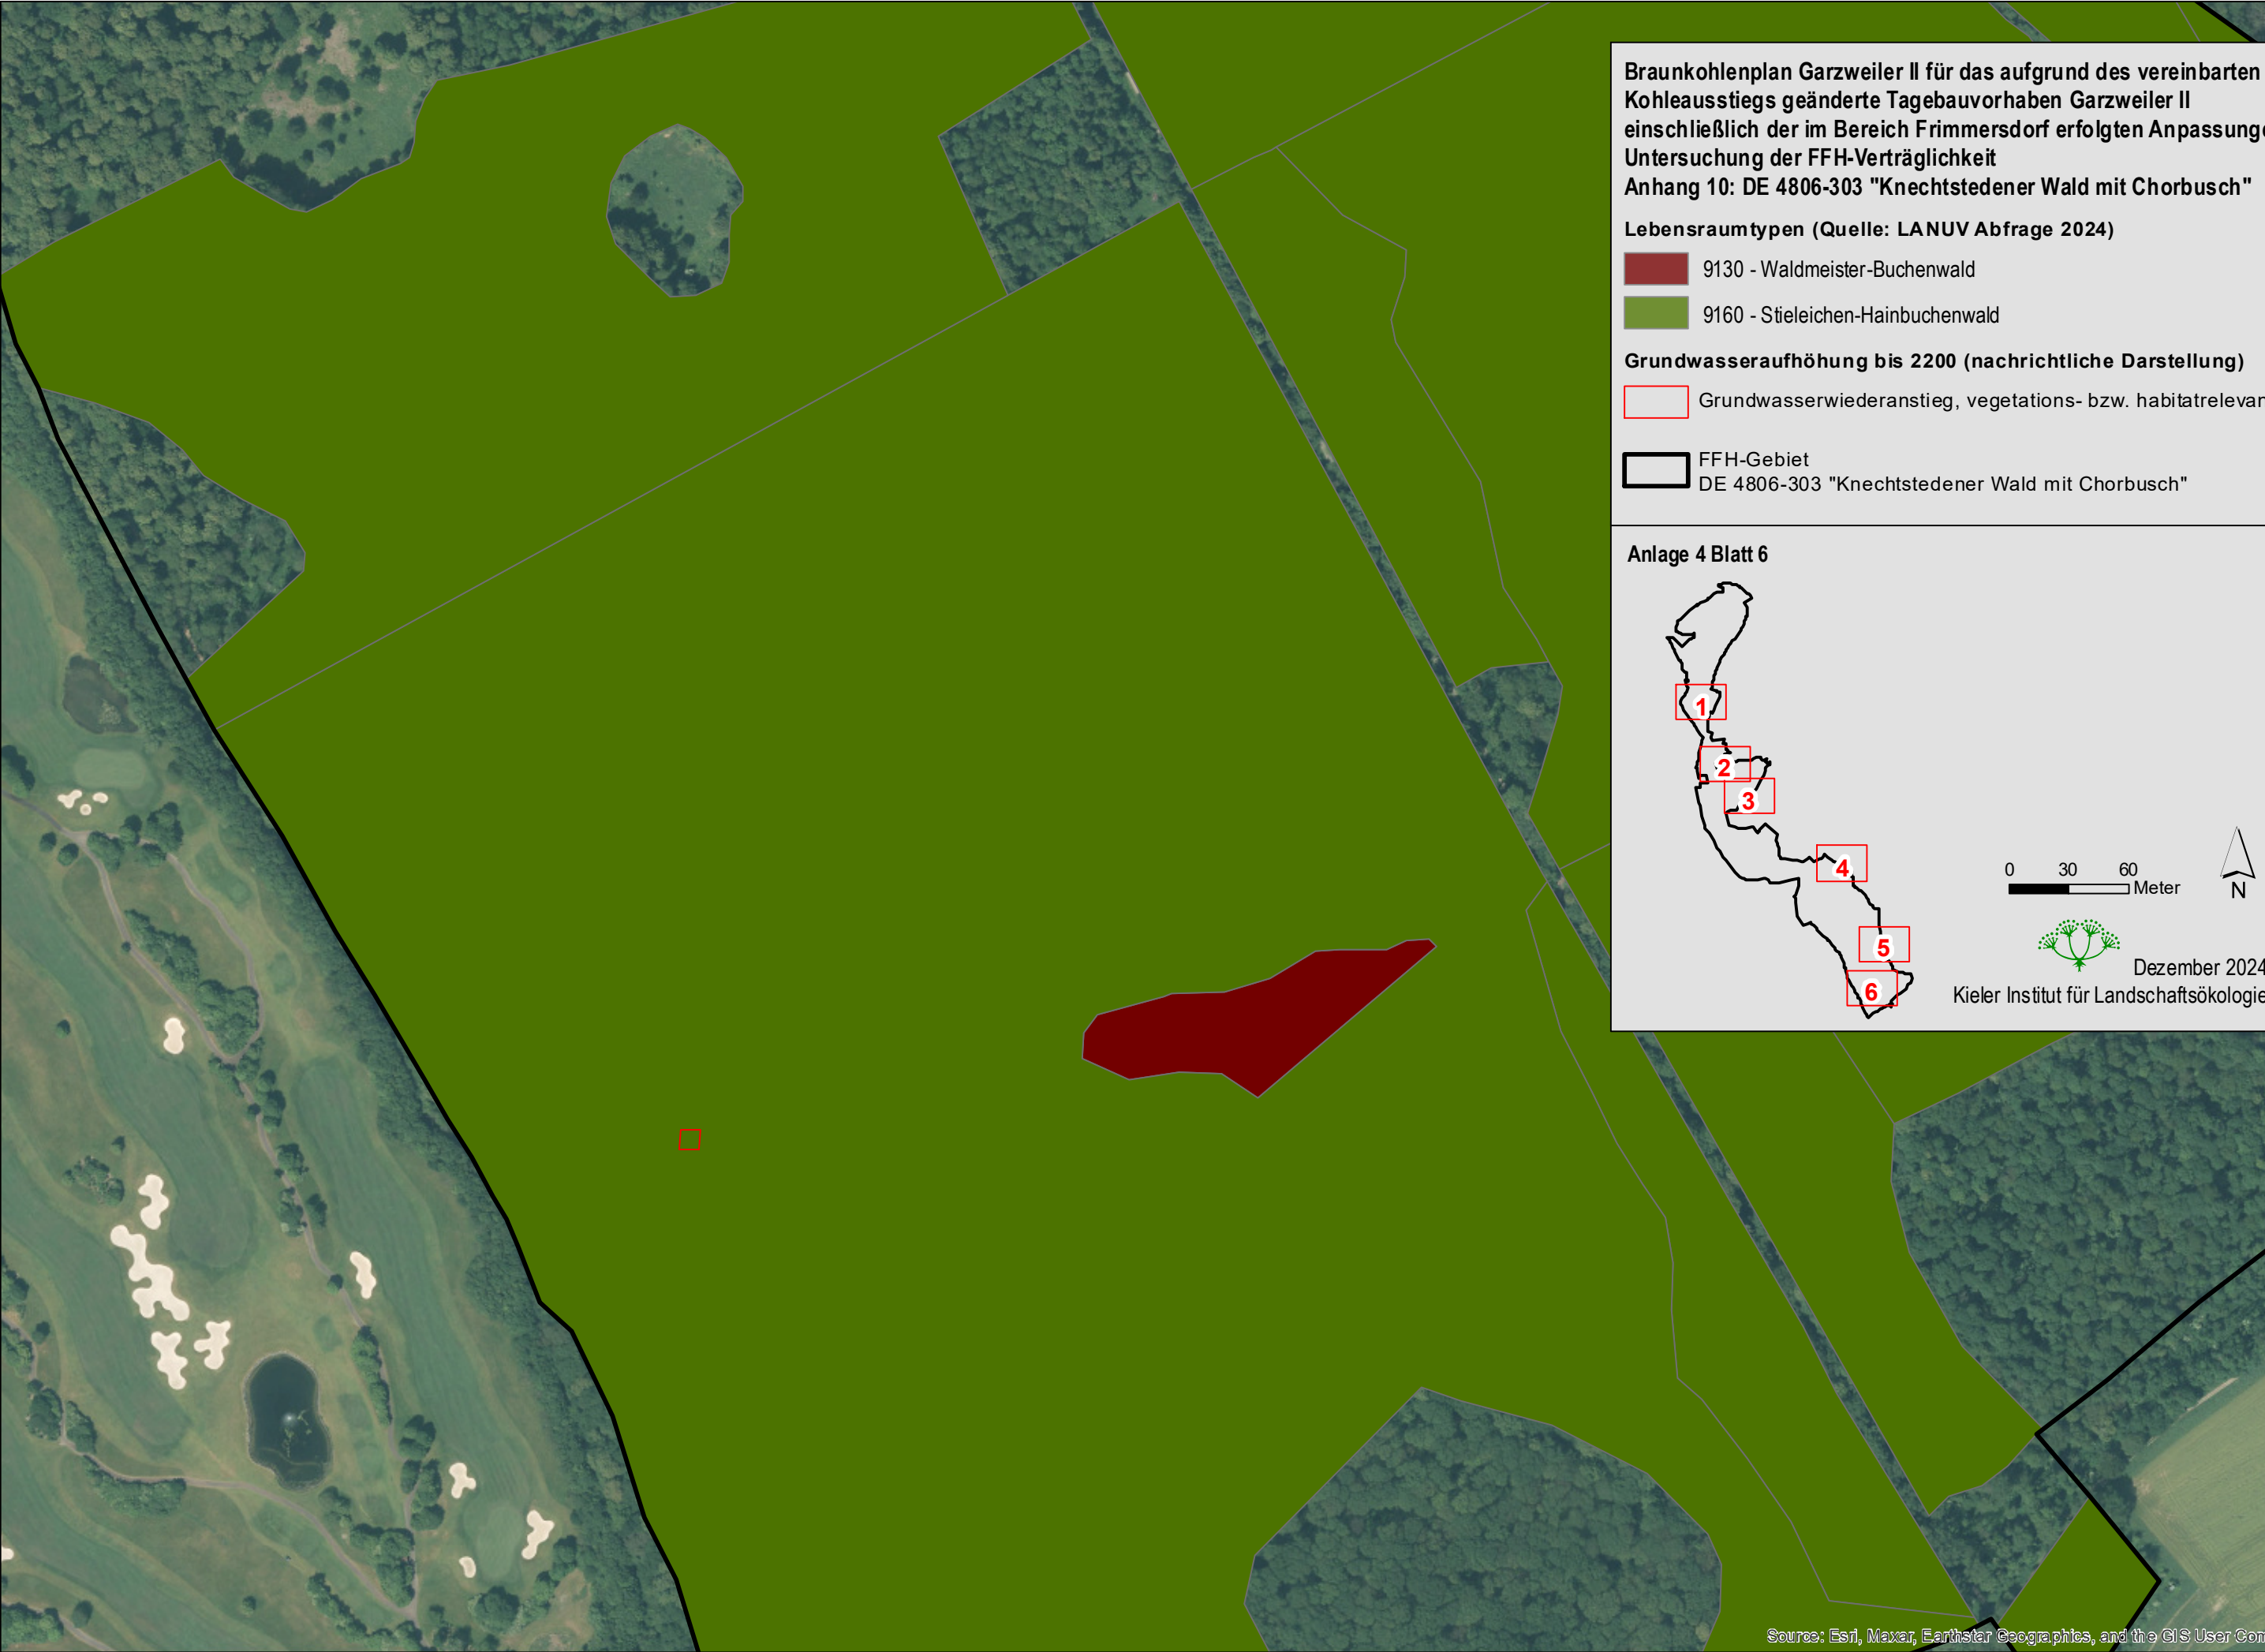 Braunkohlenplan Garzweiler II für das aufgrund des vereinbarten
Kohleausstiegs geänderte Tagebauvorhaben Garzweiler II
einschließlich der im Bereich Frimmersdorf erfolgten Anpassunge
Untersuchung der FFH-Verträglichkeit
Anhang 10: DE 4806-303 "Knechtstedener Wald mit Chorbusch"
Lebensraumtypen (Quelle: LANUV Abfrage 2024)
9130 - Waldmeister-Buchenwald
9160 - Stieleichen-Hainbuchenwald
Grundwasseraufhöhung bis 2200 (nachrichtliche Darstellung)
Grundwasserwiederanstieg, vegetations- bzw. habitatrelevan
FFH-Gebiet
DE 4806-303 "Knechtstedener Wald mit Chorbusch"
Anlage 4 Blatt 6
1
2
3
4
5
6
0 30 60
Meter
N
Dezember 2024
Kieler Institut für Landschaftsökologie
Source: Esri, Maxar, Earthstar Geographics, and the GIS User Com